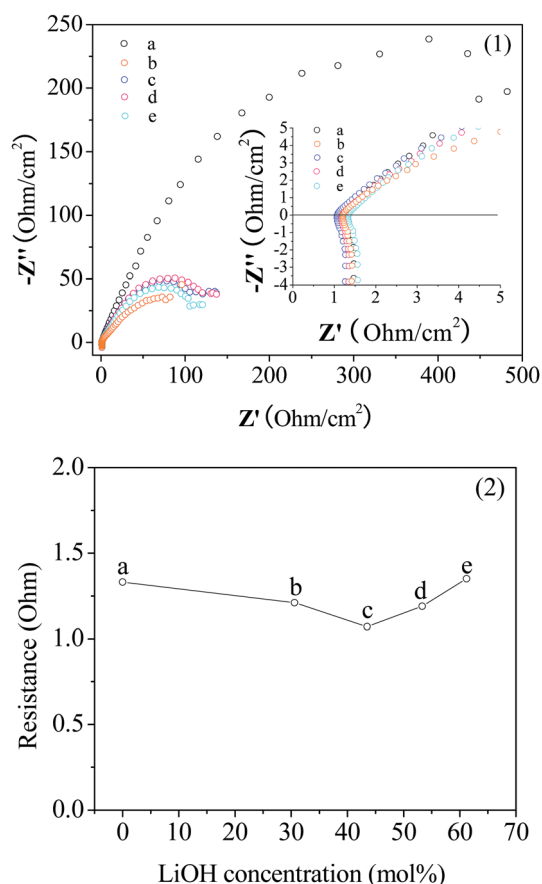 250
200
150
100
50
0
-Z'' (Ohm/cm²)
a
b
c
d
e
(1)
5
4
3
2
1
0
-1
-2
-3
-4
-Z'' (Ohm/cm²)
a
b
c
d
e
0 1 2 3 4 5
Z' (Ohm/cm²)
0 100 200 300 400 500
Z' (Ohm/cm²)
2.0
1.5
1.0
0.5
0.0
Resistance (Ohm)
(2)
a
b
c
d
e
0 10 20 30 40 50 60 70
LiOH concentration (mol%)